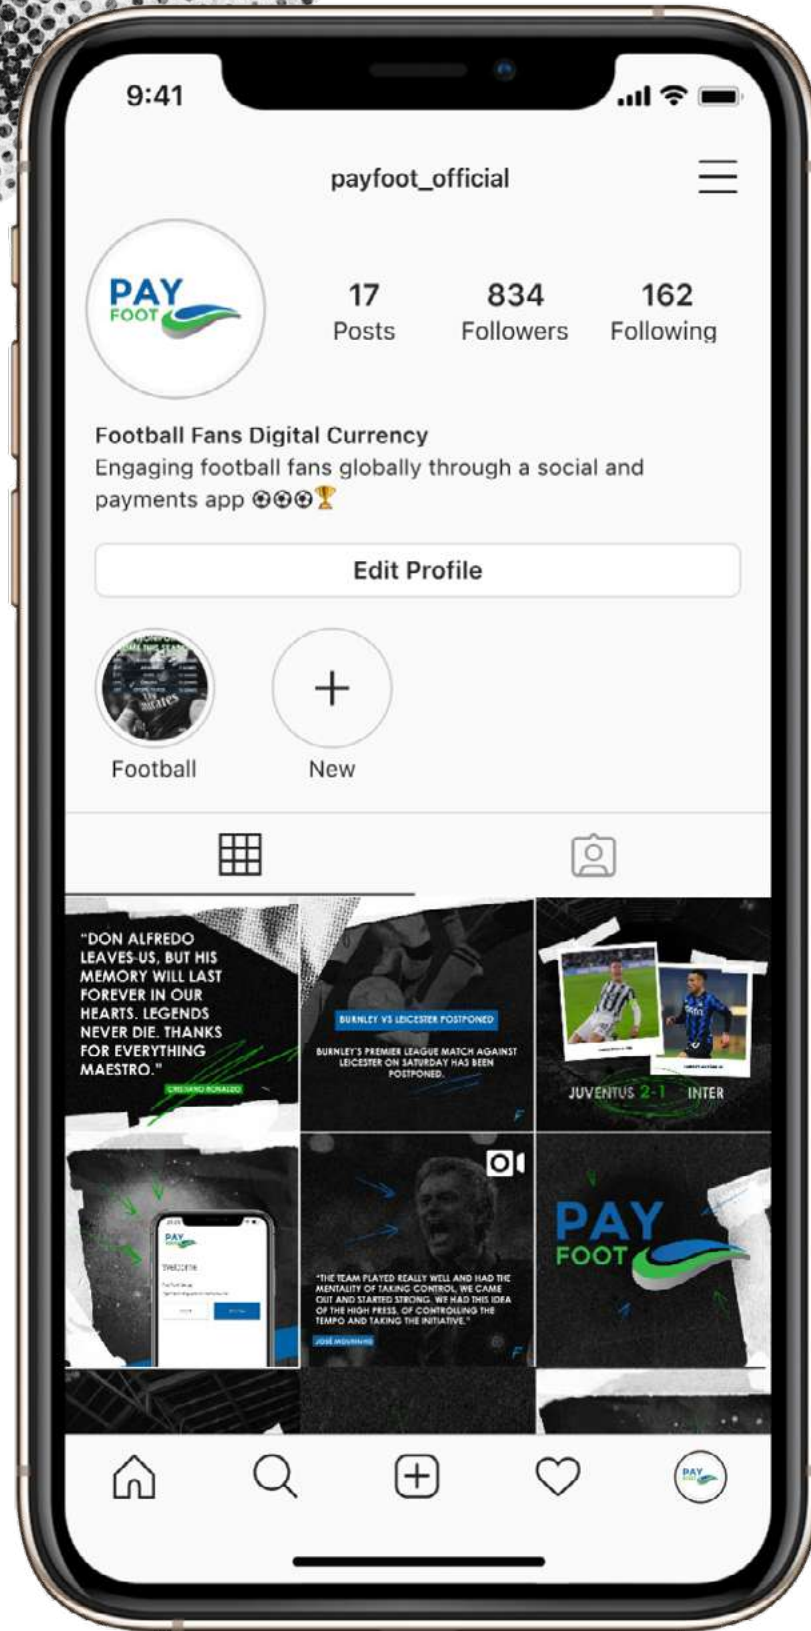 9:41
payfoot_official
PAY
FOOT
17
Posts
834
Followers
162
Following
Football Fans Digital Currency
Engaging football fans globally through a social and
payments app ⚽⚽⚽🏆
Edit Profile
Football
New
"DON ALFREDO
LEAVES US, BUT HIS
MEMORY WILL LAST
FOREVER IN OUR
HEARTS. LEGENDS
NEVER DIE. THANKS
FOR EVERYTHING
MAESTRO."
CRISTIANO RONALDO
BURNLEY VS LEICESTER POSTPONED
BURNLEY'S PREMIER LEAGUE MATCH AGAINST
LEICESTER ON SATURDAY HAS BEEN
POSTPONED.
JUVENTUS 2-1 INTER
PAY
FOOT
Welcome
"THE TEAM PLAYED REALLY WELL AND HAD THE
MENTALITY OF TAKING CONTROL, WE CAME
OUT AND STARTED STRONG. WE HAD THIS IDEA
OF THE HIGH PRESS, OF CONTROLLING THE
TEMPO AND TAKING THE INITIATIVE."
JOSÉ MOURINHO
PAY
FOOT
PAY
FOOT